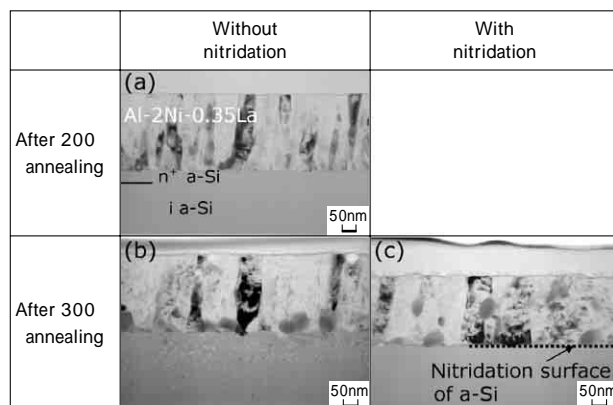 Without
nitridation
With
nitridation
After 200
annealing
(a)
Al-2Ni-0.35La
n⁺ a-Si
i a-Si
50nm
After 300
annealing
(b)
50nm
(c)
Nitridation surface
of a-Si
50nm